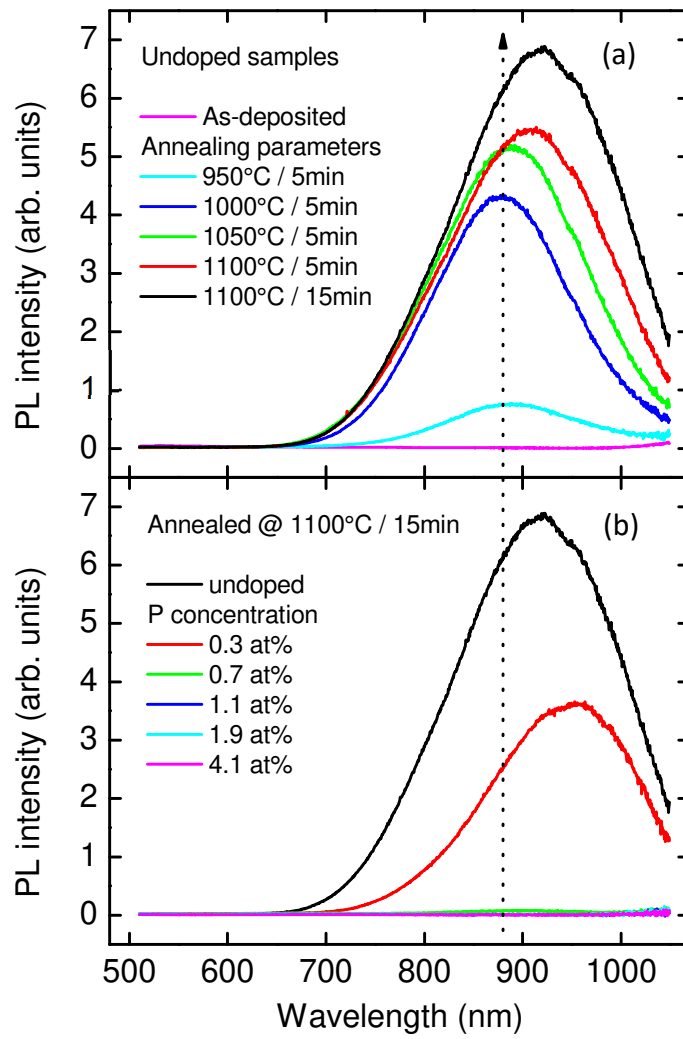 7
6
5
4
3
2
1
0
PL intensity (arb. units)
(a)
Undoped samples
As-deposited
Annealing parameters
950°C / 5min
1000°C / 5min
1050°C / 5min
1100°C / 5min
1100°C / 15min
7
6
5
4
3
2
1
0
PL intensity (arb. units)
(b)
Annealed @ 1100°C / 15min
undoped
P concentration
0.3 at%
0.7 at%
1.1 at%
1.9 at%
4.1 at%
500 600 700 800 900 1000
Wavelength (nm)